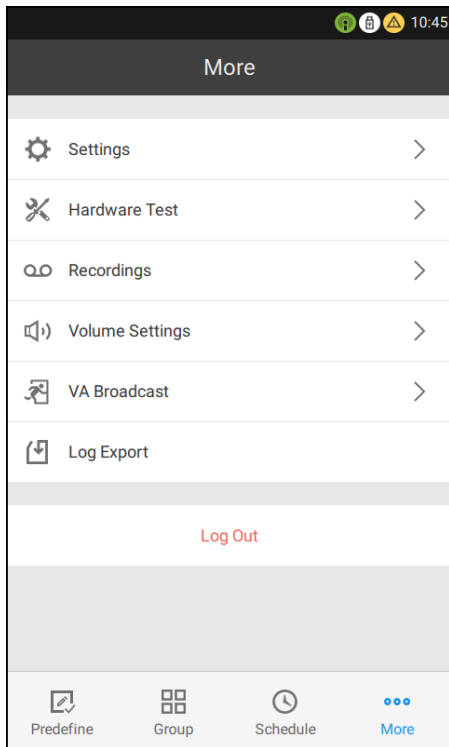 10:45
More
Settings
Hardware Test
Recordings
Volume Settings
VA Broadcast
Log Export
Log Out
Predefine Group Schedule More